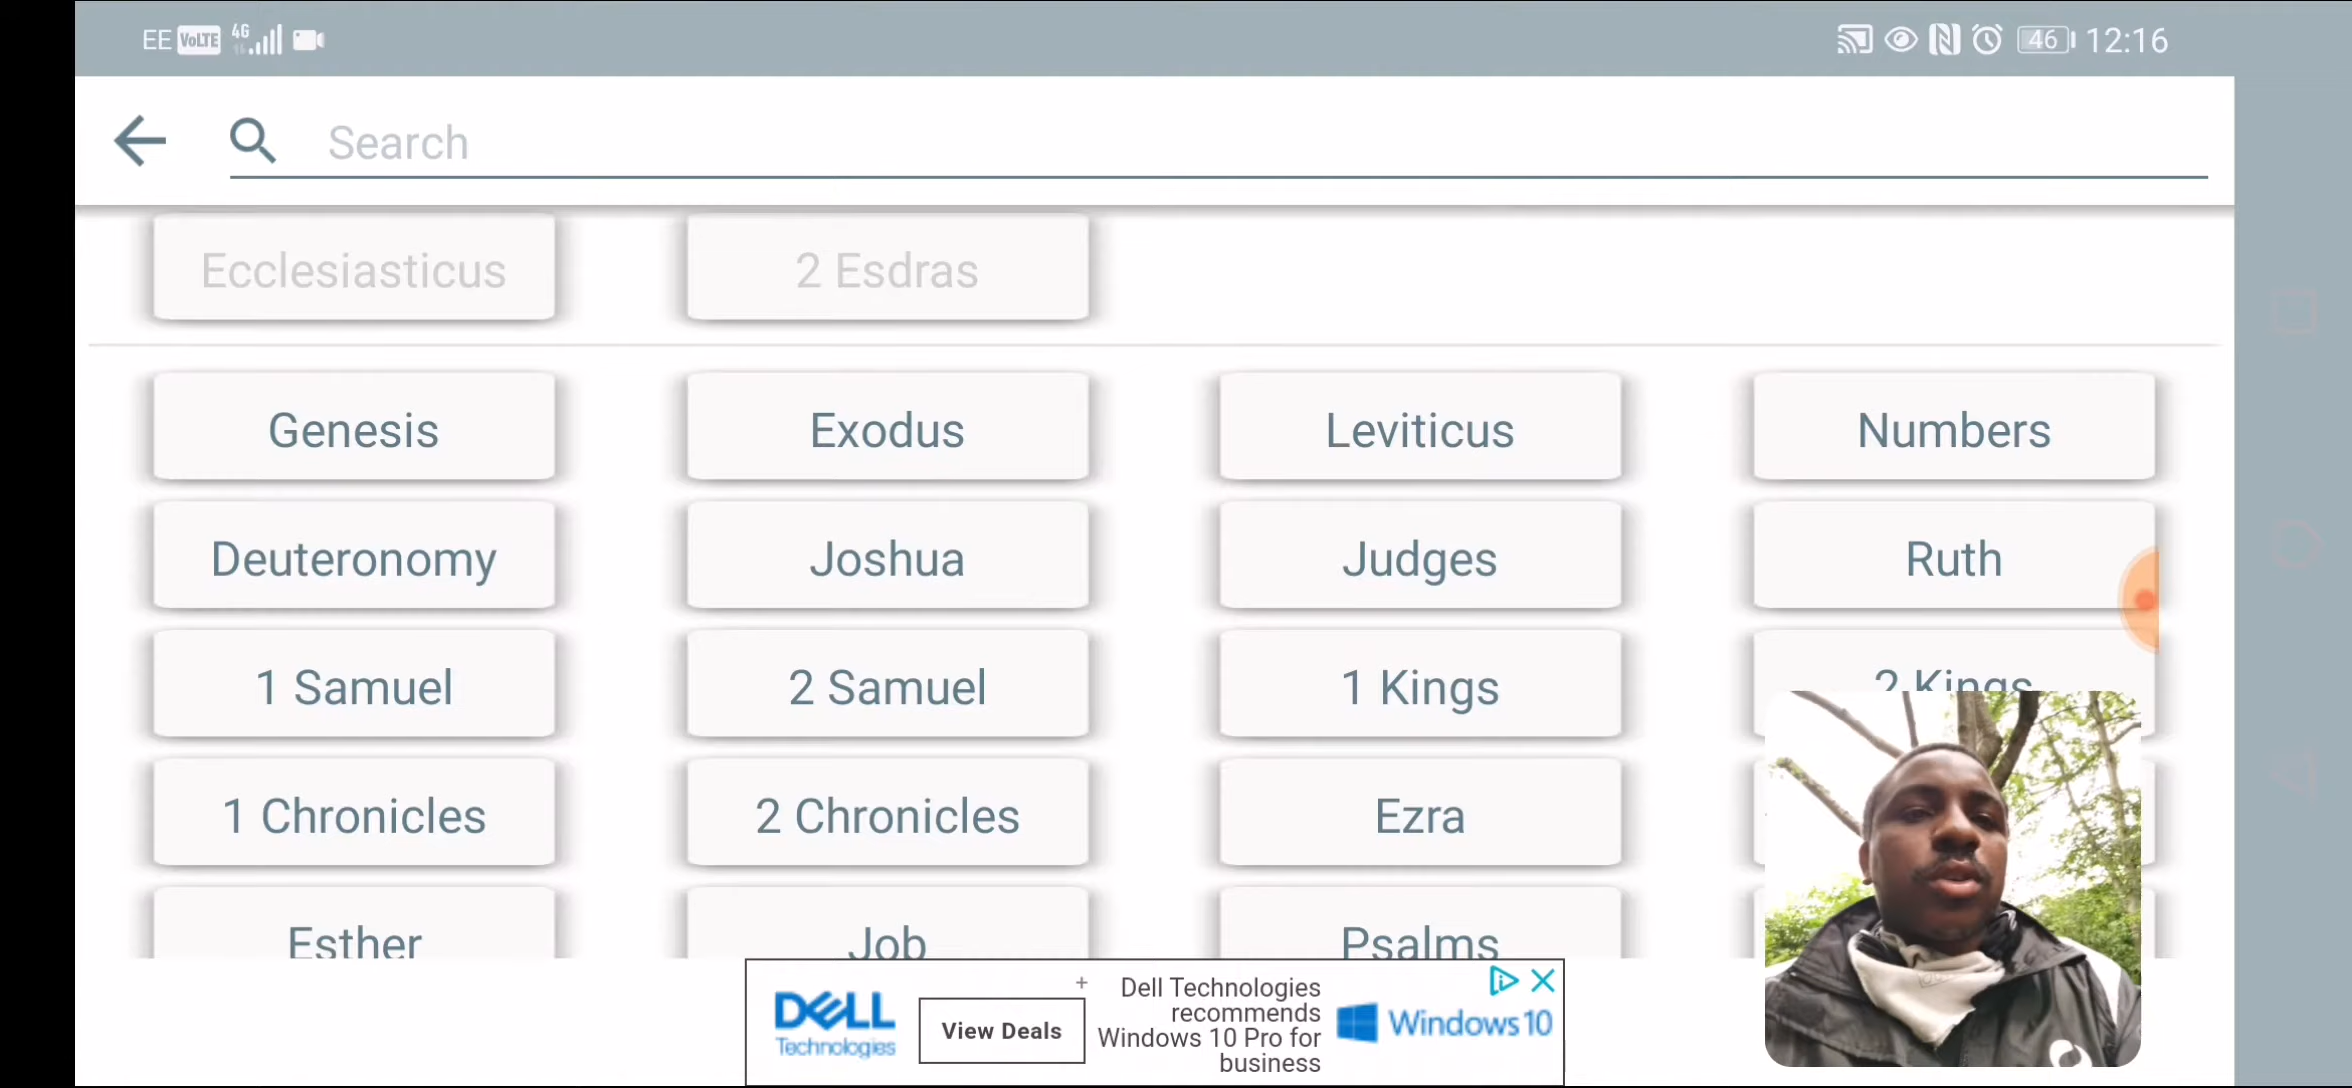 EE VoLTE 4G 46 12:16
Search
Ecclesiasticus 2 Esdras
Genesis Exodus Leviticus Numbers
Deuteronomy Joshua Judges Ruth
1 Samuel 2 Samuel 1 Kings 2 Kings
1 Chronicles 2 Chronicles Ezra
Esther Job Psalms
DELL
Technologies
View Deals
Dell Technologies
recommends
Windows 10 Pro for
business
Windows 10